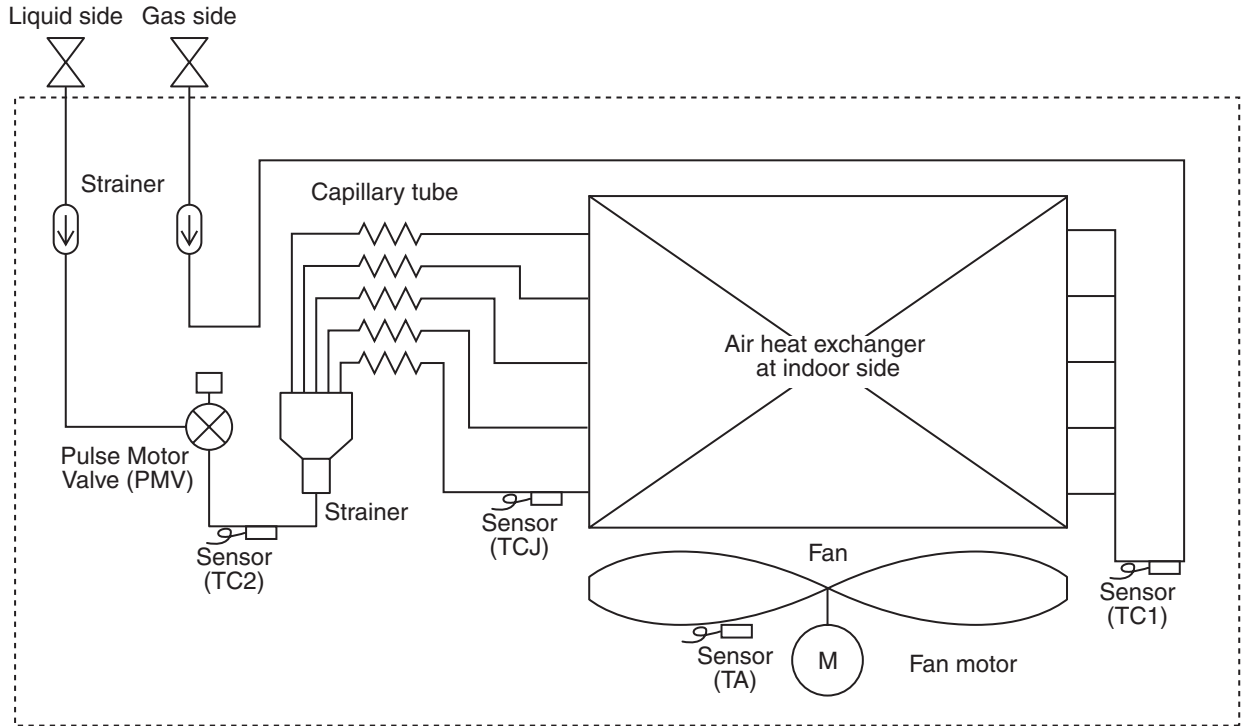 Liquid side
Gas side
Strainer
Capillary tube
Air heat exchanger
at indoor side
Pulse Motor
Valve (PMV)
Strainer
Sensor
(TCJ)
Sensor
(TC2)
Fan
Sensor
(TC1)
Sensor
(TA)
M
Fan motor